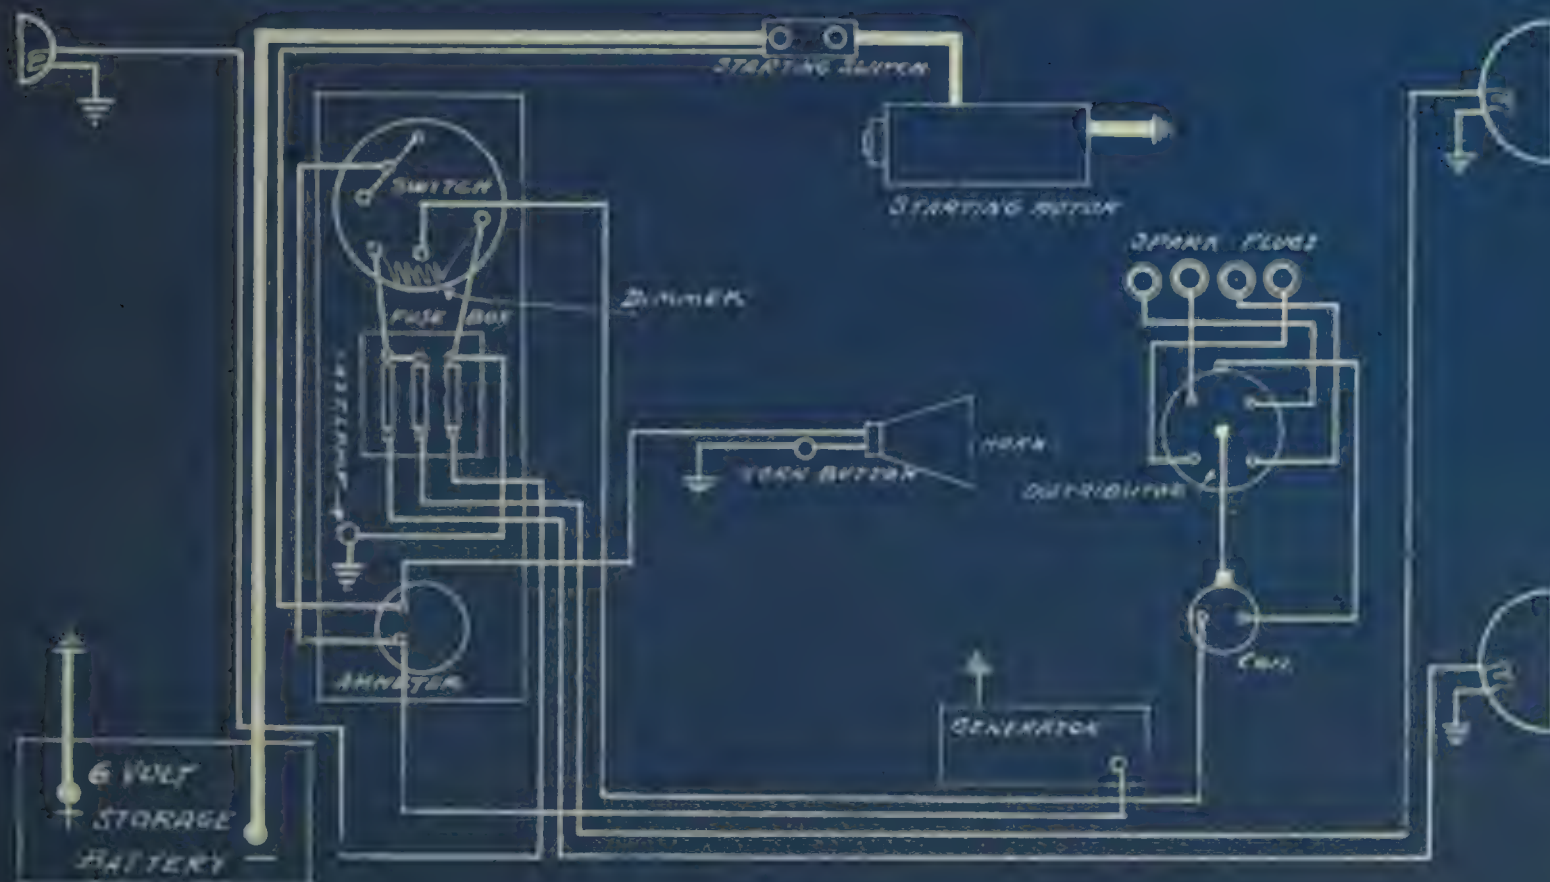 STARTING SWITCH
SWITCH
STARTING MOTOR
SPARK PLUGS
DIMMER
FUSE BOX
HORN
HORN BUTTON
DISTRIBUTOR
COIL
AMMETER
GENERATOR
6 VOLT
STORAGE
BATTERY